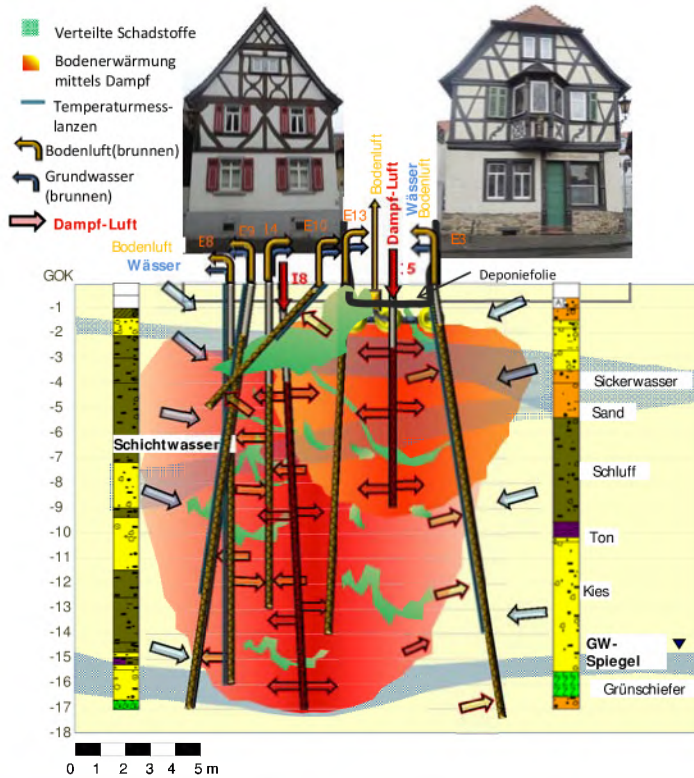 Verteilte Schadstoffe
Bodenerwärmung
mittels Dampf
Temperaturmess-
lanzen
Bodenluft(brunnen)
Grundwasser
(brunnen)
Dampf-Luft
Bodenluft
Wässer
E8
E9
I4
E10
I8
E13
Bodenluft
Dampf-Luft
:5
Wässer
Bodenluft
E3
Deponiefolie
GOK
-1
-2
-3
-4
-5
-6
-7
-8
-9
-10
-11
-12
-13
-14
-15
-16
-17
-18
Schichtwasser
A
Sickerwasser
Sand
Schluff
Ton
Kies
GW-
Spiegel
Grünschiefer
0 1 2 3 4 5 m